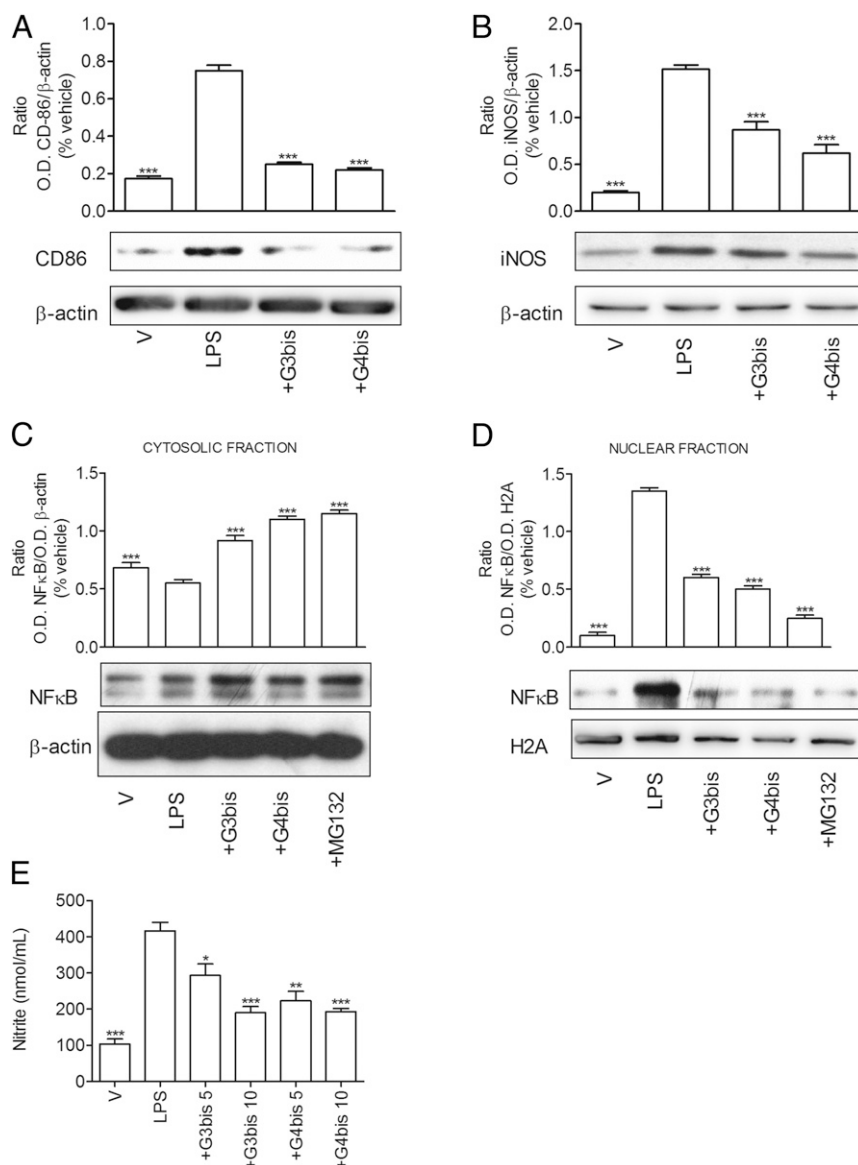 A
Ratio
O.D. CD-86/β-actin
(% vehicle)
1.0
0.8
0.6
0.4
0.2
0.0
***
***
***
CD86
β-actin
V
LPS
+G3bis
+G4bis
B
Ratio
O.D. iNOS/β-actin
(% vehicle)
2.0
1.5
1.0
0.5
0.0
***
***
***
iNOS
β-actin
V
LPS
+G3bis
+G4bis
C
CYTOSOLIC FRACTION
Ratio
O.D. NFκB/O.D. β-actin
(% vehicle)
1.5
1.0
0.5
0.0
***
***
***
***
NFκB
β-actin
V
LPS
+G3bis
+G4bis
+MG132
D
NUCLEAR FRACTION
Ratio
O.D. NFκB/O.D. H2A
(% vehicle)
1.5
1.0
0.5
0.0
***
***
***
***
NFκB
H2A
V
LPS
+G3bis
+G4bis
+MG132
E
Nitrite (nmol/mL)
500
400
300
200
100
0
***
*
***
**
***
V
LPS
+G3bis 5
+G3bis 10
+G4bis 5
+G4bis 10